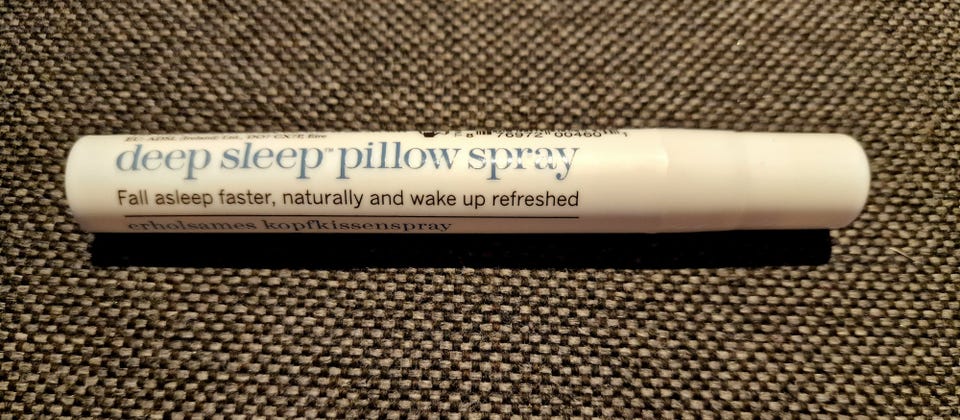 deep sleep™ pillow spray
Fall asleep faster, naturally and wake up refreshed
erholsames kopfkissenspray